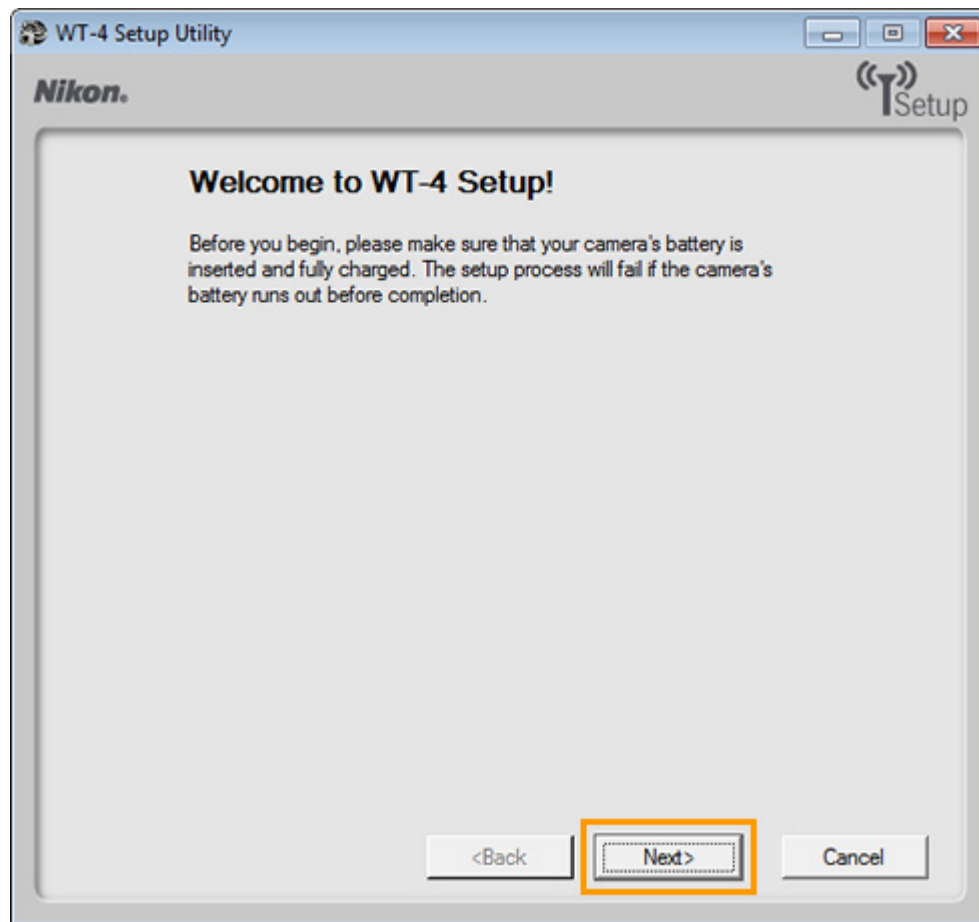 WT-4 Setup Utility
Nikon.
Setup
Welcome to WT-4 Setup!
Before you begin, please make sure that your camera's battery is
inserted and fully charged. The setup process will fail if the camera's
battery runs out before completion.
<Back Next> Cancel